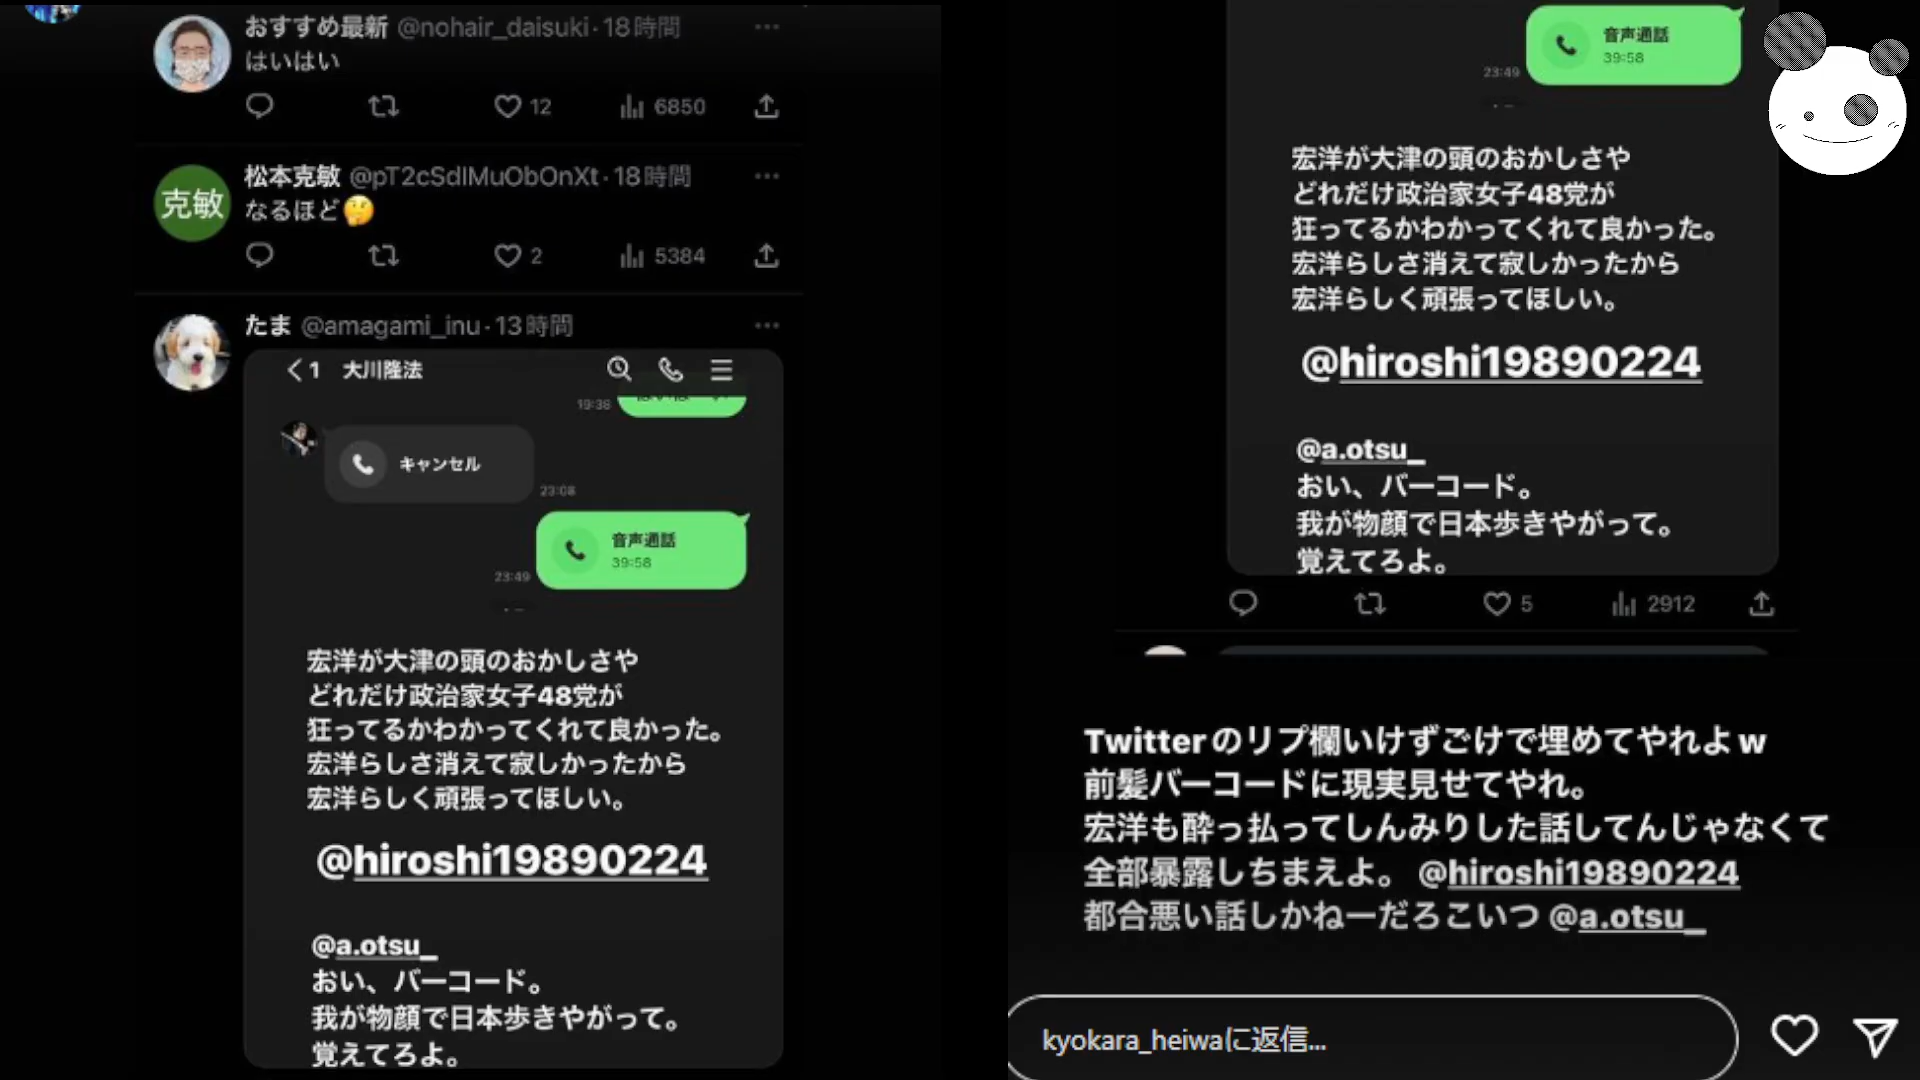 おすすめ最新 @nohair_daisuki·18時間
はいはい
12 6850
克敏
松本克敏 @pT2cSdIMuObOnXt·18時間
なるほど🤔
2 5384
たま @amagami_inu·13時間
1 大川隆法
19:38
キャンセル
23:08
音声通話
39:58
23:49
宏洋が大津の頭のおかしさや
どれだけ政治家女子48党が
狂ってるかわかってくれて良かった。
宏洋らしさ消えて寂しかったから
宏洋らしく頑張ってほしい。
@hiroshi19890224
@a.otsu_
おい、バーコード。
我が物顔で日本歩きやがって。
覚えてろよ。
音声通話
39:58
23:49
宏洋が大津の頭のおかしさや
どれだけ政治家女子48党が
狂ってるかわかってくれて良かった。
宏洋らしさ消えて寂しかったから
宏洋らしく頑張ってほしい。
@hiroshi19890224
@a.otsu_
おい、バーコード。
我が物顔で日本歩きやがって。
覚えてろよ。
5 2912
Twitterのリプ欄いけずごけで埋めてやれよw
前髪バーコードに現実見せてやれ。
宏洋も酔っ払ってしんみりした話してんじゃなくて
全部暴露しちまえよ。 @hiroshi19890224
都合悪い話しかねーだろこいつ @a.otsu_
kyokara_heiwaに返信...